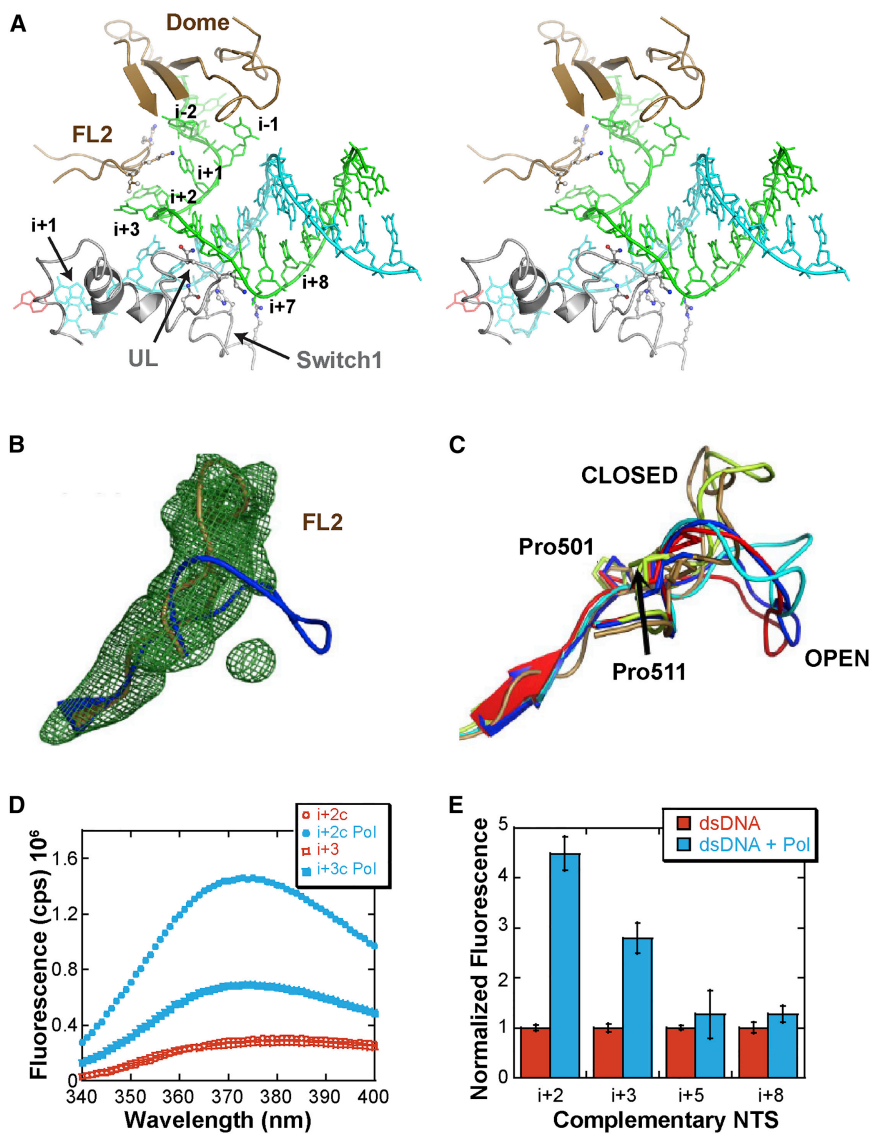 A
Dome
i-2
i-1
FL2
i+1
i+2
i+3
i+1
i+8
i+7
UL
Switch1
B
FL2
C
CLOSED
Pro501
Pro511
OPEN
D
i+2c
i+2c Pol
i+3
i+3c Pol
Fluorescence (cps) 10⁶
1.6
1.2
0.8
0.4
0
340 350 360 370 380 390 400
Wavelength (nm)
E
dsDNA
dsDNA + Pol
Normalized Fluorescence
5
4
3
2
1
0
i+2 i+3 i+5 i+8
Complementary NTS